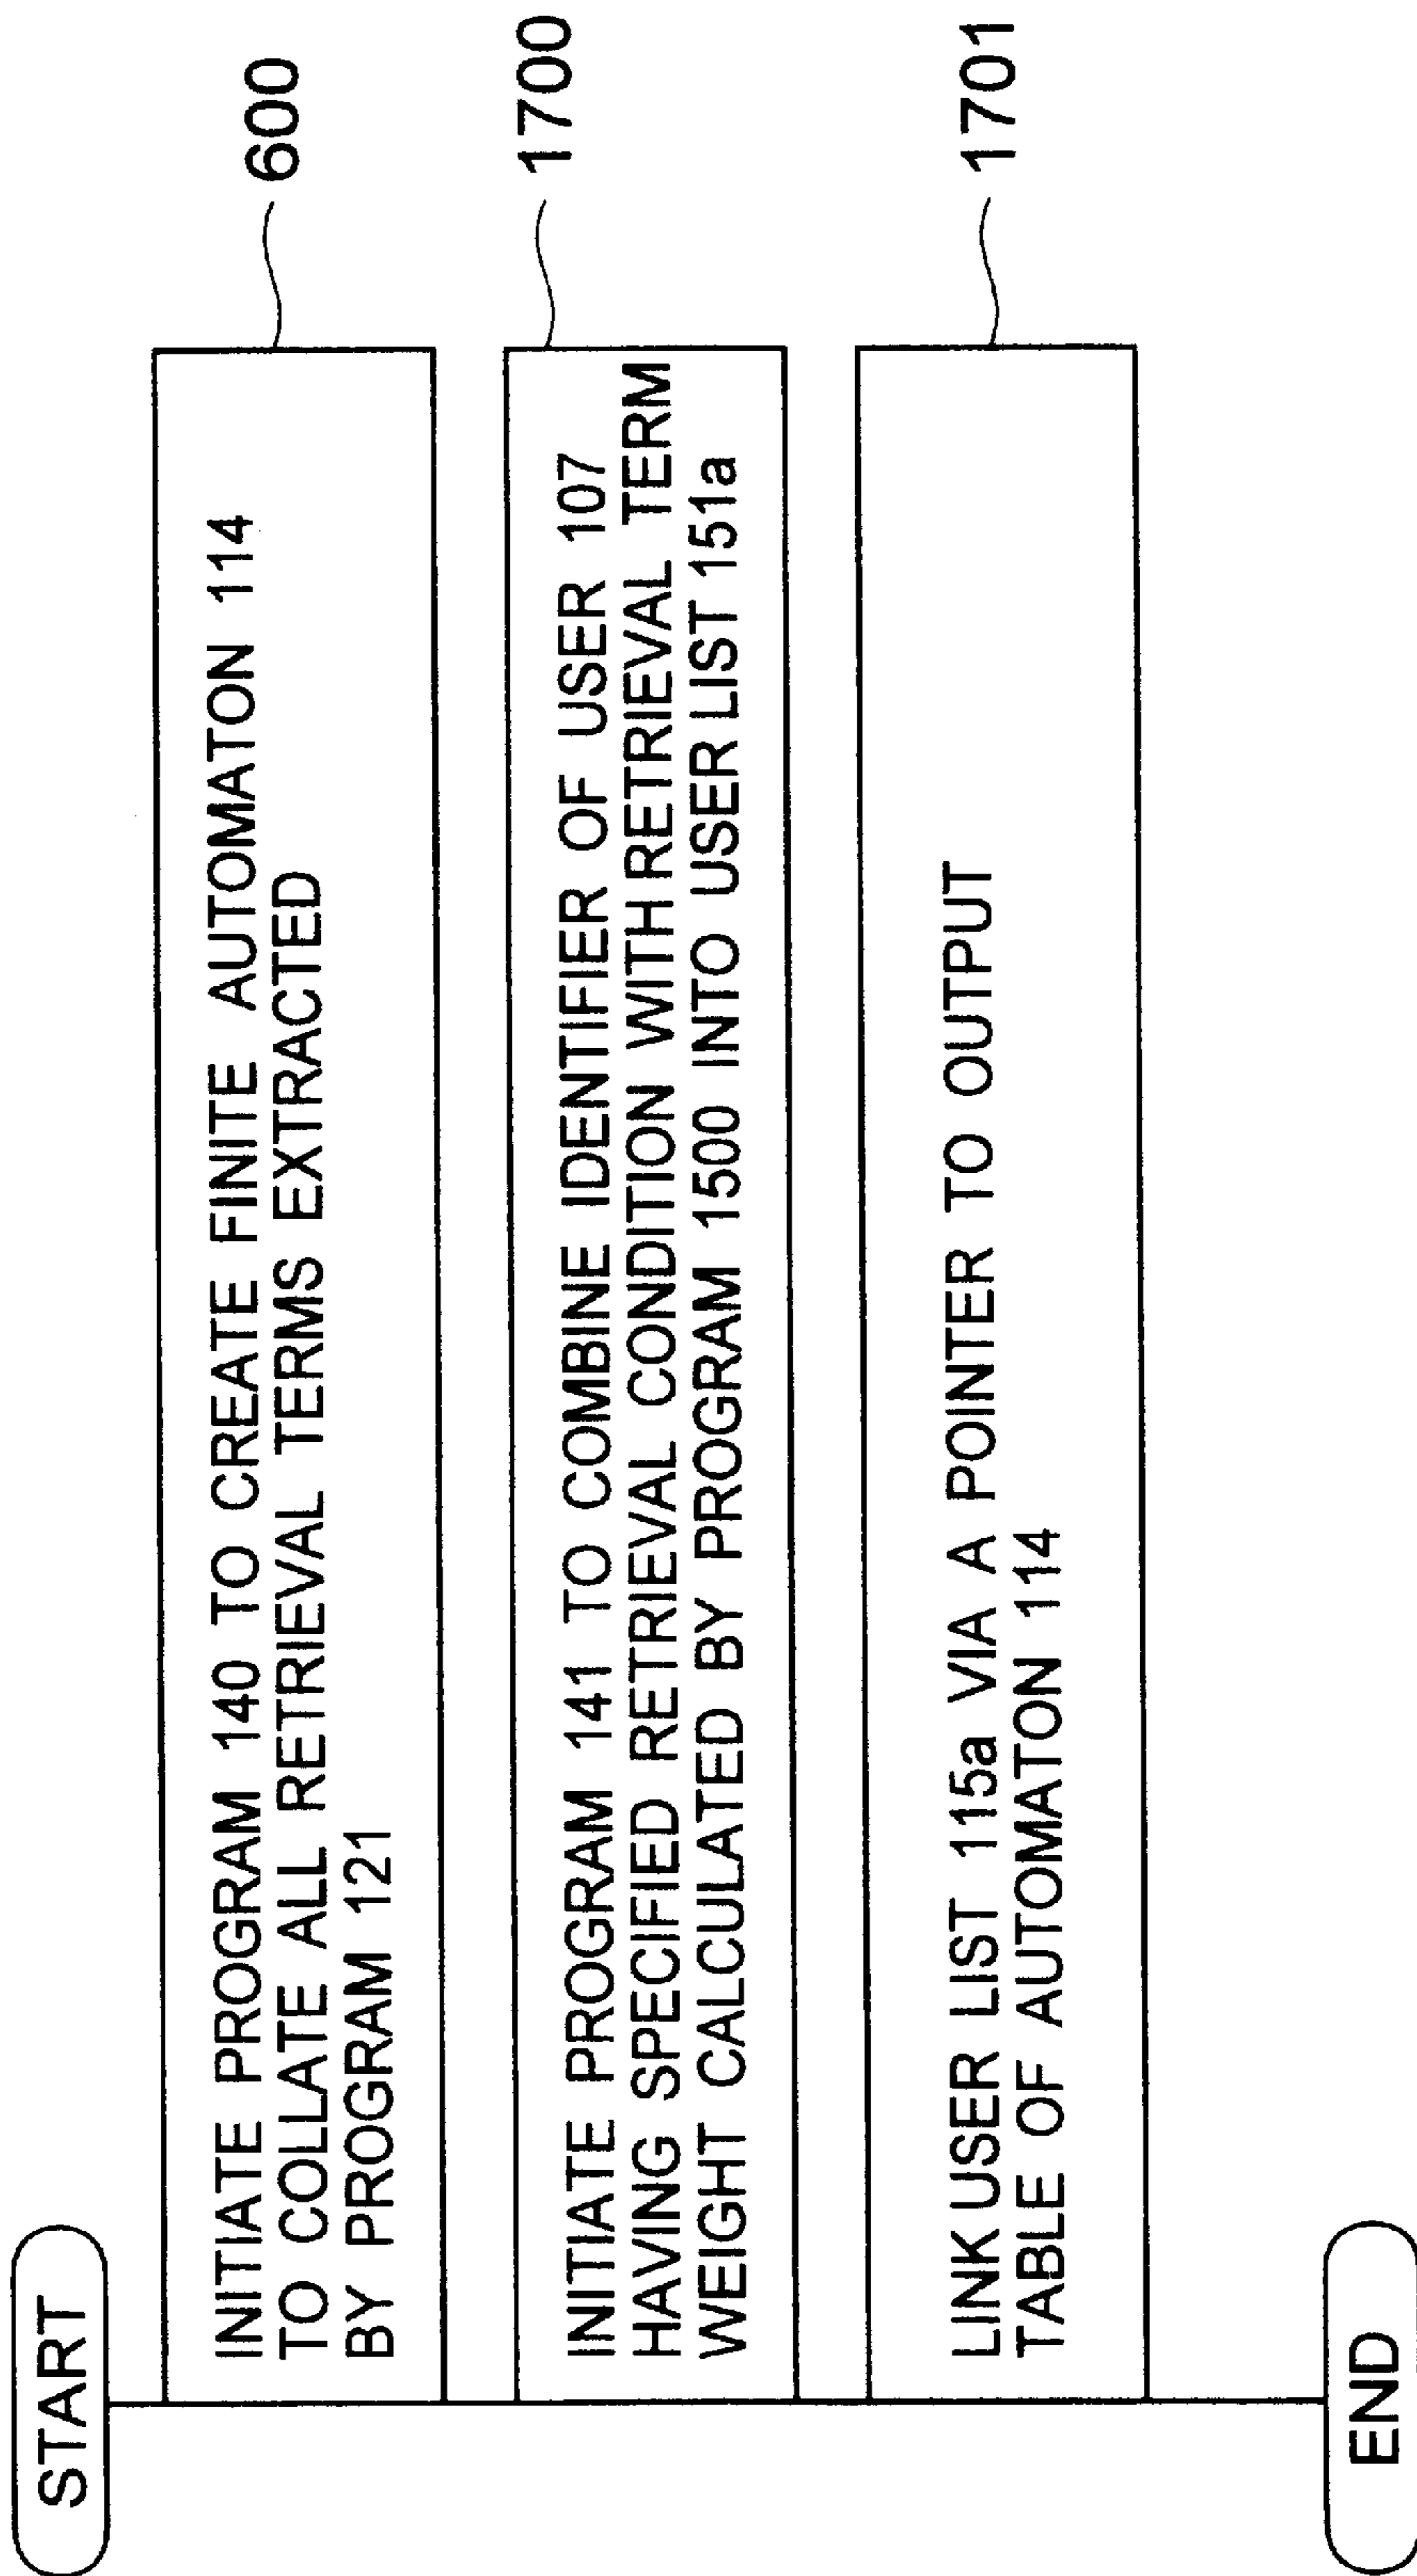 START
INITIATE PROGRAM 140 TO CREATE FINITE AUTOMATON 114
TO COLLATE ALL RETRIEVAL TERMS EXTRACTED
BY PROGRAM 121
600
INITIATE PROGRAM 141 TO COMBINE IDENTIFIER OF USER 107
HAVING SPECIFIED RETRIEVAL CONDITION WITH RETRIEVAL TERM
WEIGHT CALCULATED BY PROGRAM 1500 INTO USER LIST 151a
1700
LINK USER LIST 115a VIA A POINTER TO OUTPUT
TABLE OF AUTOMATON 114
1701
END